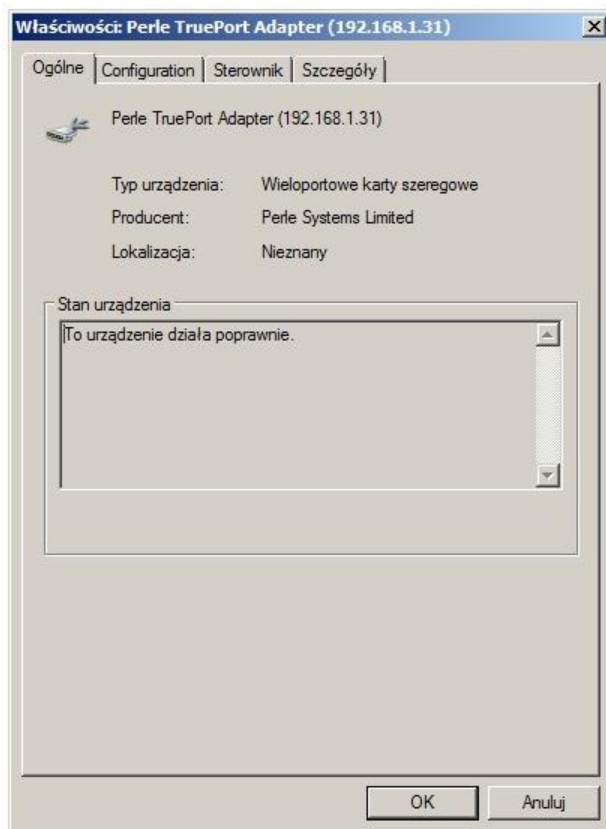 Właściwości: Perle TruePort Adapter (192.168.1.31)
Ogólne Configuration Sterownik Szczegóły
Perle TruePort Adapter (192.168.1.31)
Typ urządzenia: Wieloportowe karty szeregowe
Producent: Perle Systems Limited
Lokalizacja: Nieznany
Stan urządzenia
To urządzenie działa poprawnie.
OK Anuluj